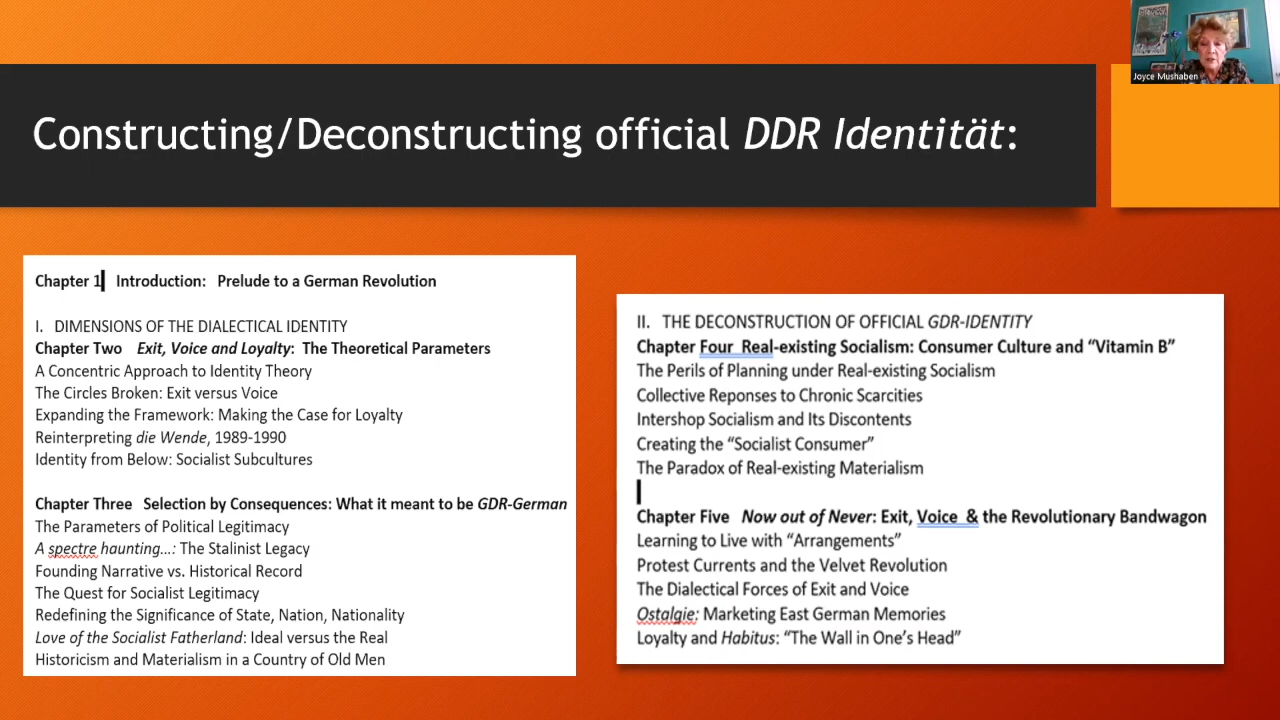 Joyce Mushaben
Constructing/Deconstructing official DDR Identität:
Chapter 1 Introduction: Prelude to a German Revolution
I. DIMENSIONS OF THE DIALECTICAL IDENTITY
Chapter Two Exit, Voice and Loyalty: The Theoretical Parameters
A Concentric Approach to Identity Theory
The Circles Broken: Exit versus Voice
Expanding the Framework: Making the Case for Loyalty
Reinterpreting die Wende, 1989-1990
Identity from Below: Socialist Subcultures
Chapter Three Selection by Consequences: What it meant to be GDR-German
The Parameters of Political Legitimacy
A spectre haunting...: The Stalinist Legacy
Founding Narrative vs. Historical Record
The Quest for Socialist Legitimacy
Redefining the Significance of State, Nation, Nationality
Love of the Socialist Fatherland: Ideal versus the Real
Historicism and Materialism in a Country of Old Men
II. THE DECONSTRUCTION OF OFFICIAL GDR-IDENTITY
Chapter Four Real-existing Socialism: Consumer Culture and “Vitamin B”
The Perils of Planning under Real-existing Socialism
Collective Reponses to Chronic Scarcities
Intershop Socialism and Its Discontents
Creating the “Socialist Consumer”
The Paradox of Real-existing Materialism
Chapter Five Now out of Never: Exit, Voice & the Revolutionary Bandwagon
Learning to Live with “Arrangements”
Protest Currents and the Velvet Revolution
The Dialectical Forces of Exit and Voice
Ostalgie: Marketing East German Memories
Loyalty and Habitus: “The Wall in One’s Head”